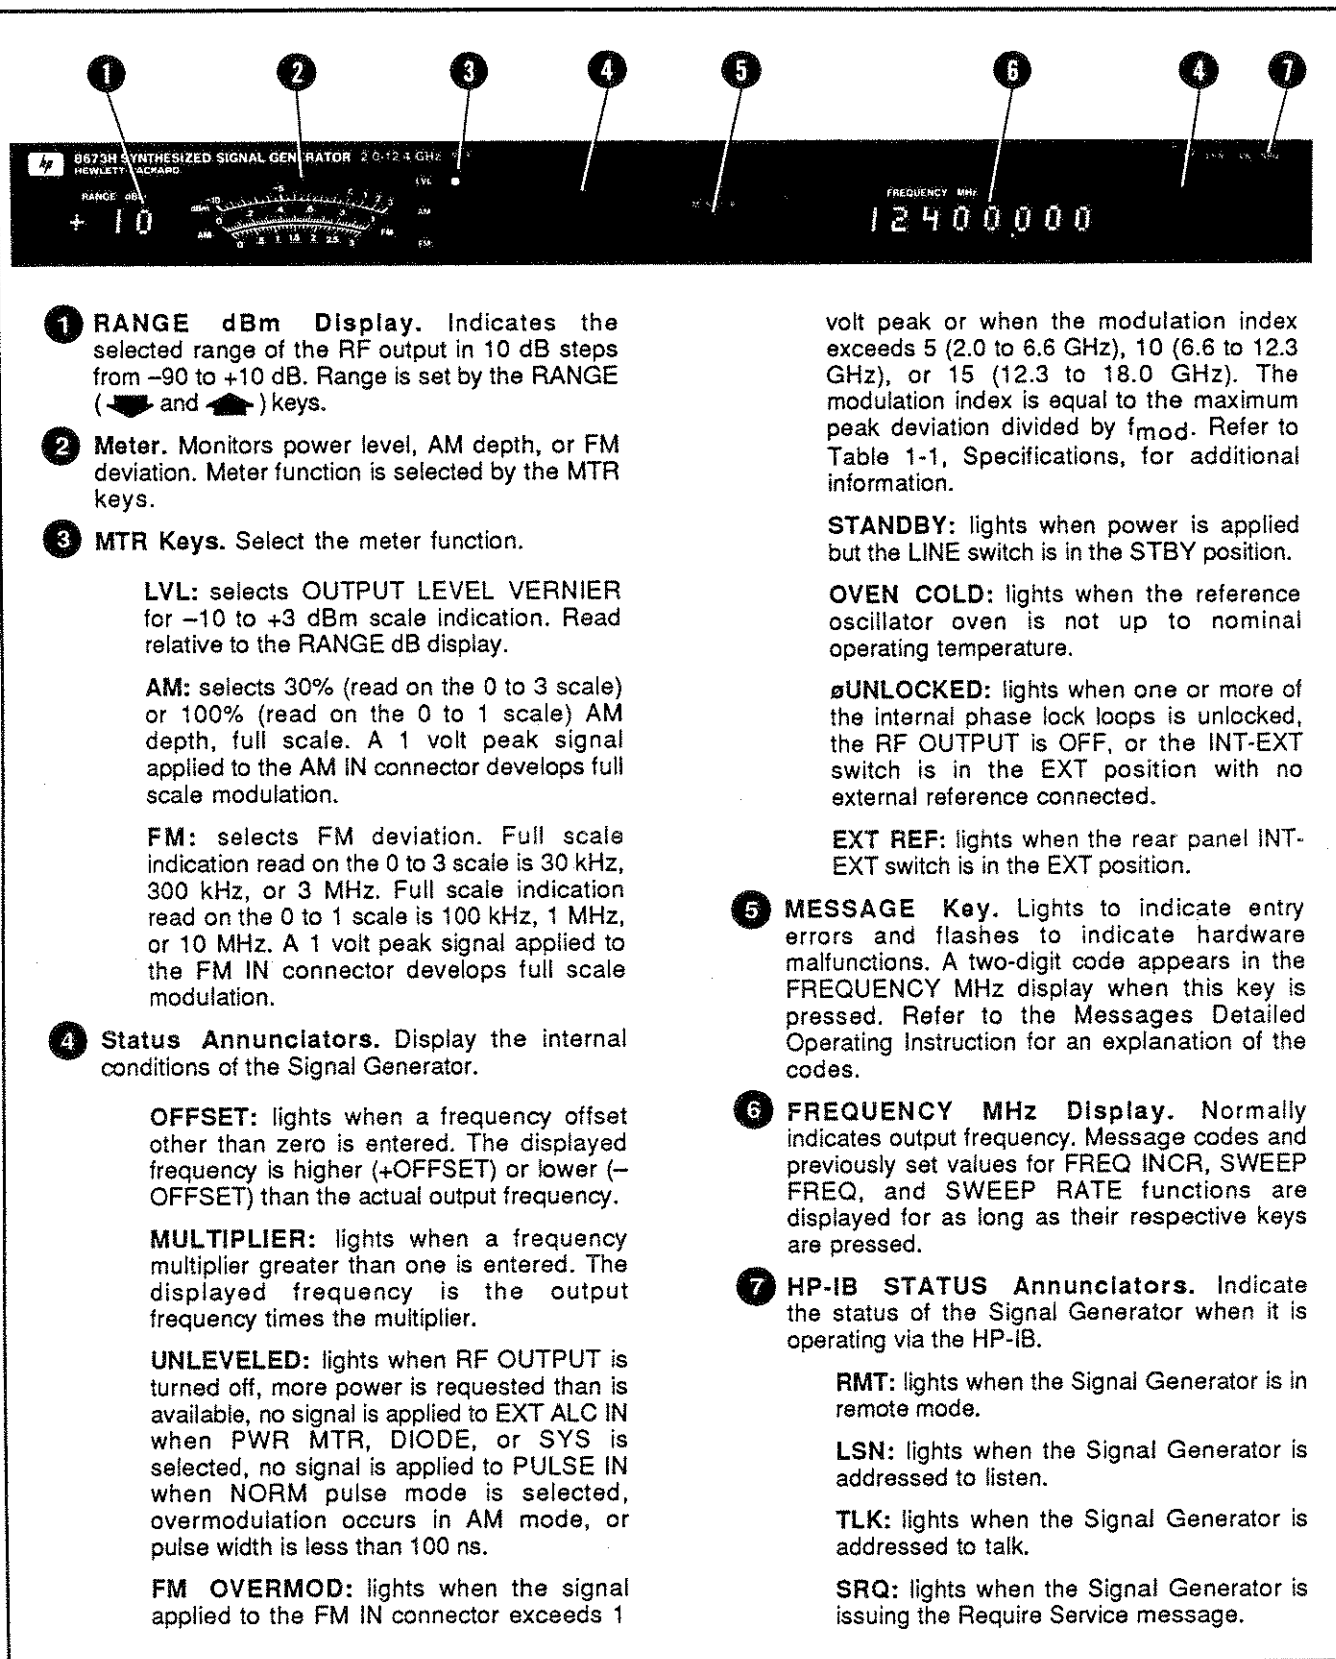 1 2 3 4 5 6 4 7
hp 8673H SYNTHESIZED SIGNAL GENERATOR 2.0-12.4 GHz
HEWLETT-PACKARD
RANGE dBm
+ 10
LVL
AM
FM
FREQUENCY MHz
12400.000
1 RANGE dBm Display. Indicates the
selected range of the RF output in 10 dB steps
from –90 to +10 dB. Range is set by the RANGE
( and ) keys.
2 Meter. Monitors power level, AM depth, or FM
deviation. Meter function is selected by the MTR
keys.
3 MTR Keys. Select the meter function.
LVL: selects OUTPUT LEVEL VERNIER
for –10 to +3 dBm scale indication. Read
relative to the RANGE dB display.
AM: selects 30% (read on the 0 to 3 scale)
or 100% (read on the 0 to 1 scale) AM
depth, full scale. A 1 volt peak signal
applied to the AM IN connector develops full
scale modulation.
FM: selects FM deviation. Full scale
indication read on the 0 to 3 scale is 30 kHz,
300 kHz, or 3 MHz. Full scale indication
read on the 0 to 1 scale is 100 kHz, 1 MHz,
or 10 MHz. A 1 volt peak signal applied to
the FM IN connector develops full scale
modulation.
4 Status Annunciators. Display the internal
conditions of the Signal Generator.
OFFSET: lights when a frequency offset
other than zero is entered. The displayed
frequency is higher (+OFFSET) or lower (–
OFFSET) than the actual output frequency.
MULTIPLIER: lights when a frequency
multiplier greater than one is entered. The
displayed frequency is the output
frequency times the multiplier.
UNLEVELED: lights when RF OUTPUT is
turned off, more power is requested than is
available, no signal is applied to EXT ALC IN
when PWR MTR, DIODE, or SYS is
selected, no signal is applied to PULSE IN
when NORM pulse mode is selected,
overmodulation occurs in AM mode, or
pulse width is less than 100 ns.
FM OVERMOD: lights when the signal
applied to the FM IN connector exceeds 1
volt peak or when the modulation index
exceeds 5 (2.0 to 6.6 GHz), 10 (6.6 to 12.3
GHz), or 15 (12.3 to 18.0 GHz). The
modulation index is equal to the maximum
peak deviation divided by fmod. Refer to
Table 1-1, Specifications, for additional
information.
STANDBY: lights when power is applied
but the LINE switch is in the STBY position.
OVEN COLD: lights when the reference
oscillator oven is not up to nominal
operating temperature.
øUNLOCKED: lights when one or more of
the internal phase lock loops is unlocked,
the RF OUTPUT is OFF, or the INT-EXT
switch is in the EXT position with no
external reference connected.
EXT REF: lights when the rear panel INT-
EXT switch is in the EXT position.
5 MESSAGE Key. Lights to indicate entry
errors and flashes to indicate hardware
malfunctions. A two-digit code appears in the
FREQUENCY MHz display when this key is
pressed. Refer to the Messages Detailed
Operating Instruction for an explanation of the
codes.
6 FREQUENCY MHz Display. Normally
indicates output frequency. Message codes and
previously set values for FREQ INCR, SWEEP
FREQ, and SWEEP RATE functions are
displayed for as long as their respective keys
are pressed.
7 HP-IB STATUS Annunciators. Indicate
the status of the Signal Generator when it is
operating via the HP-IB.
RMT: lights when the Signal Generator is in
remote mode.
LSN: lights when the Signal Generator is
addressed to listen.
TLK: lights when the Signal Generator is
addressed to talk.
SRQ: lights when the Signal Generator is
issuing the Require Service message.